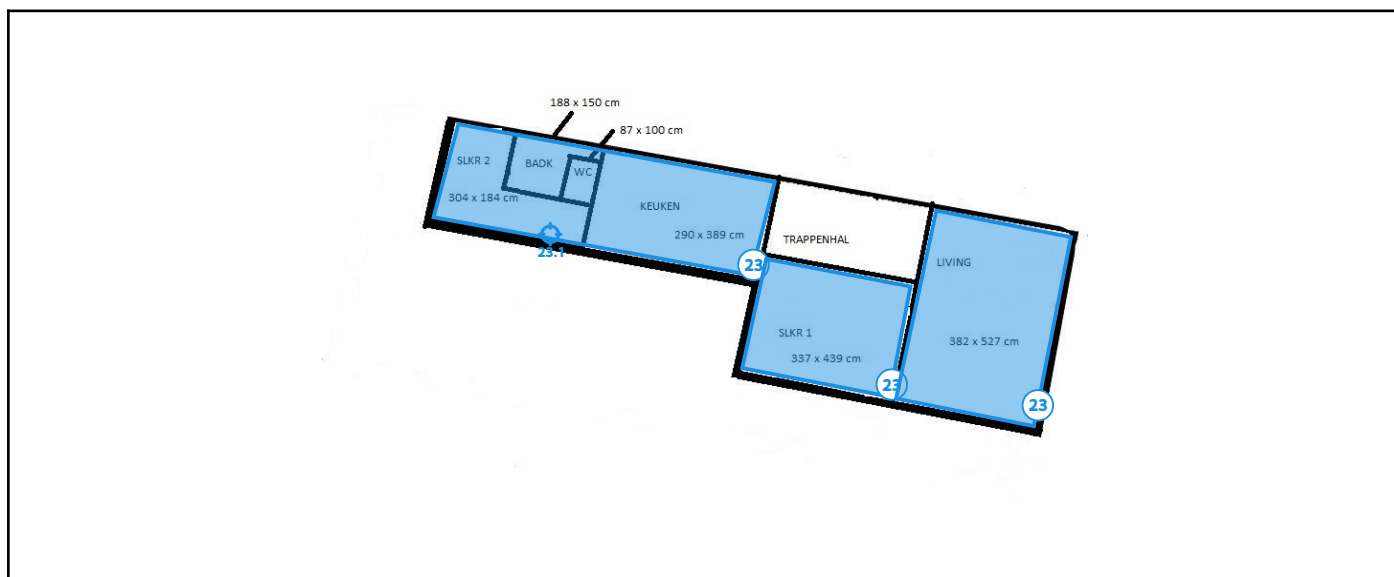 188 x 150 cm
87 x 100 cm
SLKR 2
BADK
WC
304 x 184 cm
KEUKEN
290 x 389 cm
23.1
23
TRAPPENHAL
LIVING
SLKR 1
337 x 439 cm
382 x 527 cm
23
23